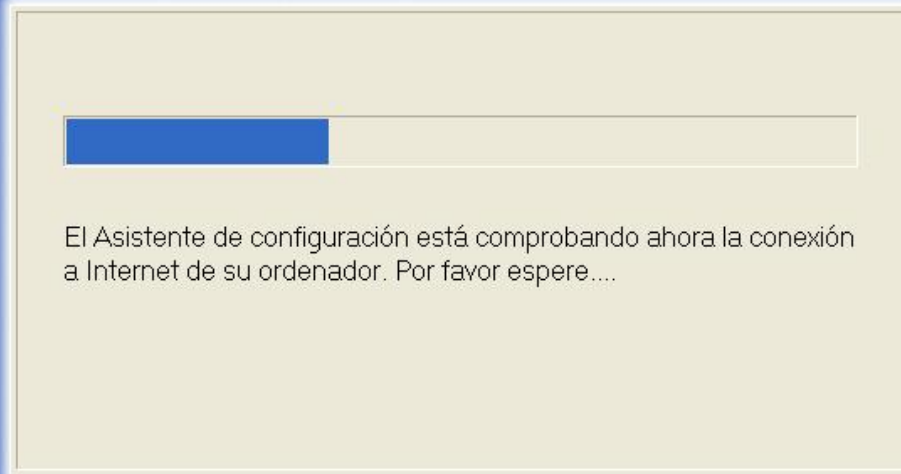 El Asistente de configuración está comprobando ahora la conexión
a Internet de su ordenador. Por favor espere....